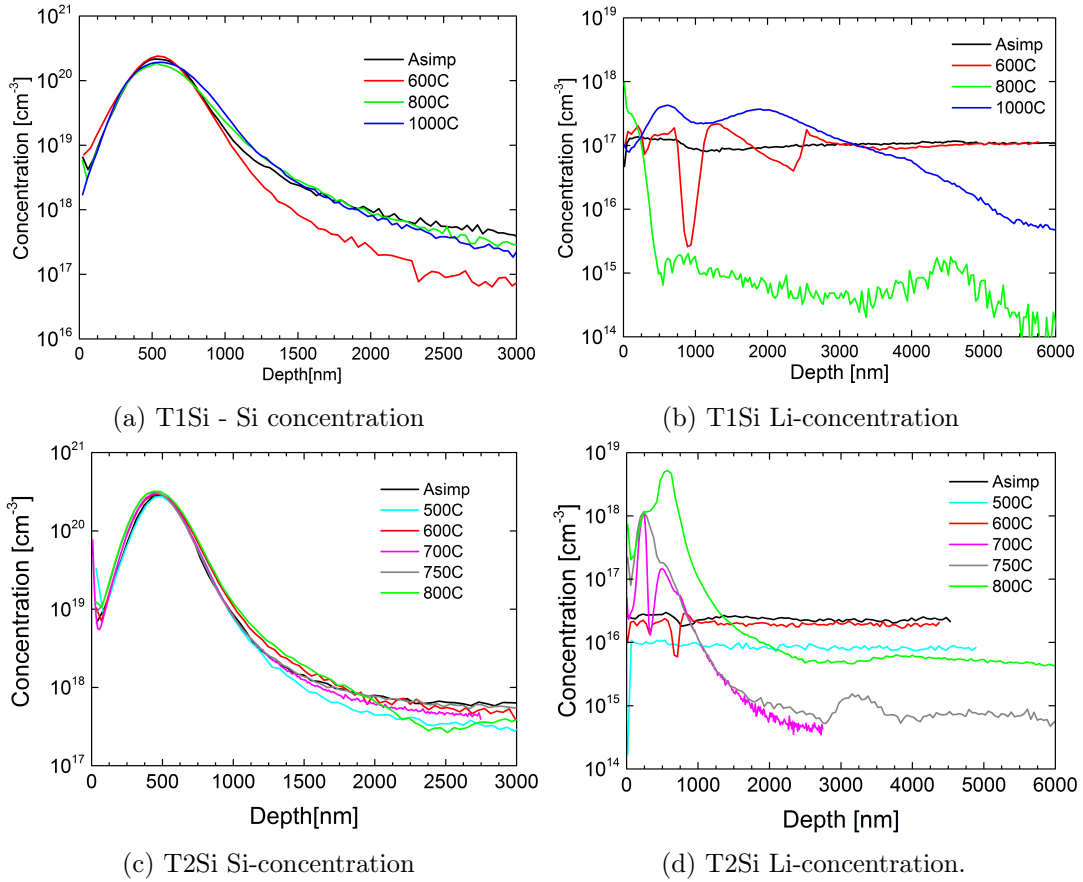 10^21
10^20
10^19
10^18
10^17
10^16
Concentration [cm^-3]
Asimp
600C
800C
1000C
0 500 1000 1500 2000 2500 3000
Depth[nm]
(a) T1Si - Si concentration
10^19
10^18
10^17
10^16
10^15
10^14
Concentration [cm^-3]
Asimp
600C
800C
1000C
0 1000 2000 3000 4000 5000 6000
Depth [nm]
(b) T1Si Li-concentration
10^21
10^20
10^19
10^18
10^17
Concentration [cm^-3]
Asimp
500C
600C
700C
750C
800C
0 500 1000 1500 2000 2500 3000
Depth[nm]
(c) T2Si Si-concentration
10^19
10^18
10^17
10^16
10^15
10^14
Concentration [cm^-3]
Asimp
500C
600C
700C
750C
800C
0 1000 2000 3000 4000 5000 6000
Depth [nm]
(d) T2Si Li-concentration.